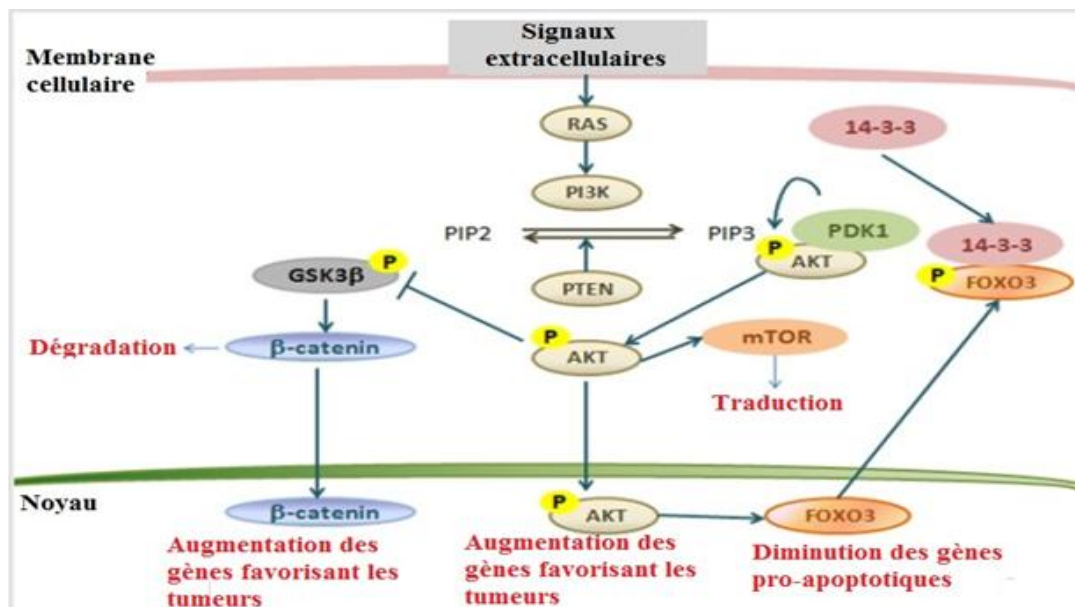 Signaux
extracellulaires
Membrane
cellulaire
RAS
14-3-3
PI3K
PIP2
PIP3
PDK1
P
AKT
14-3-3
P
FOXO3
P
GSK3β
PTEN
Dégradation
β-catenin
P
AKT
mTOR
Traduction
Noyau
β-catenin
P
AKT
FOXO3
Augmentation des
gènes favorisant les
tumeurs
Augmentation des
gènes favorisant les
tumeurs
Diminution des gènes
pro-apoptotiques